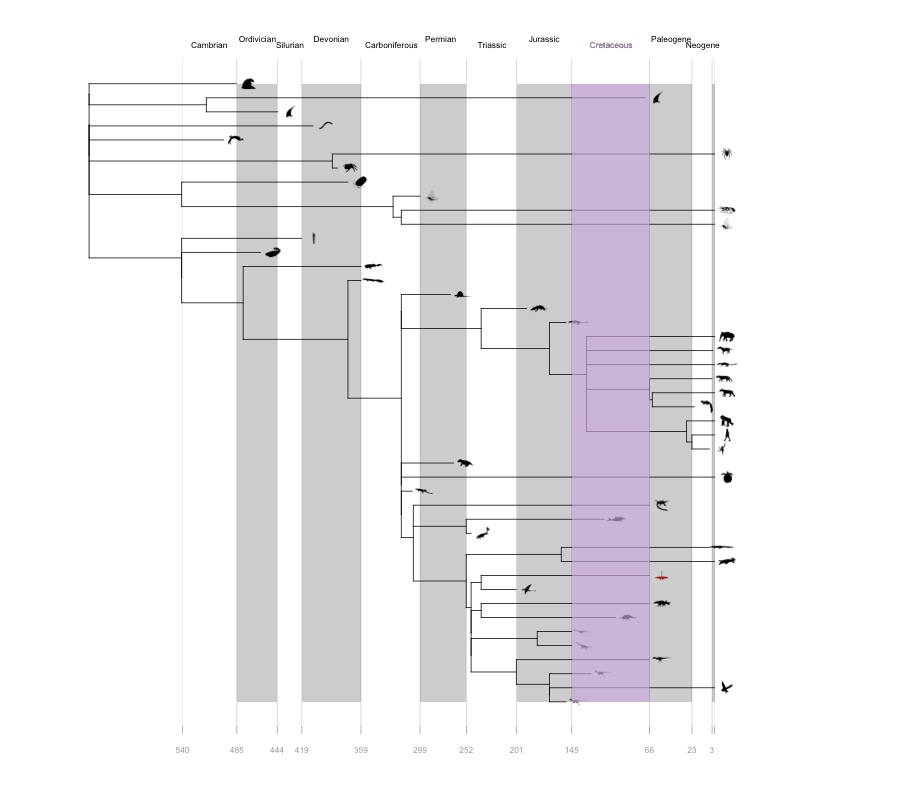 Ordivician Devonian Permian Jurassic Paleogene
Cambrian Silurian Carboniferous Triassic Cretaceous Neogene
540 485 444 419 359 299 252 201 145 66 23 3